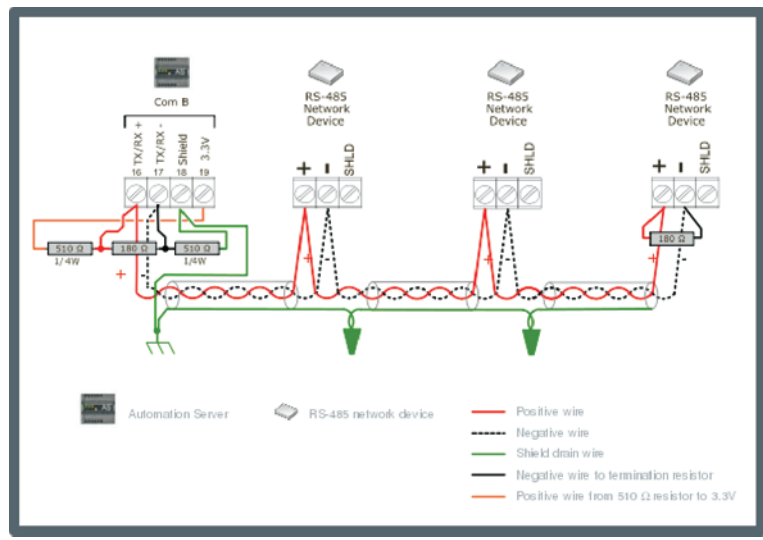 AS
Com B
TX/RX +
TX/RX -
Shield
3.3V
16
17
18
19
RS-485
Network
Device
+
-
SHLD
RS-485
Network
Device
+
-
SHLD
RS-485
Network
Device
+
-
SHLD
510 Ω
1/4W
180 Ω
510 Ω
1/4W
+
-
+
-
+
-
180 Ω
+
-
AS
Automation Server
RS-485 network device
Positive wire
Negative wire
Shield drain wire
Negative wire to termination resistor
Positive wire from 510 Ω resistor to 3.3V